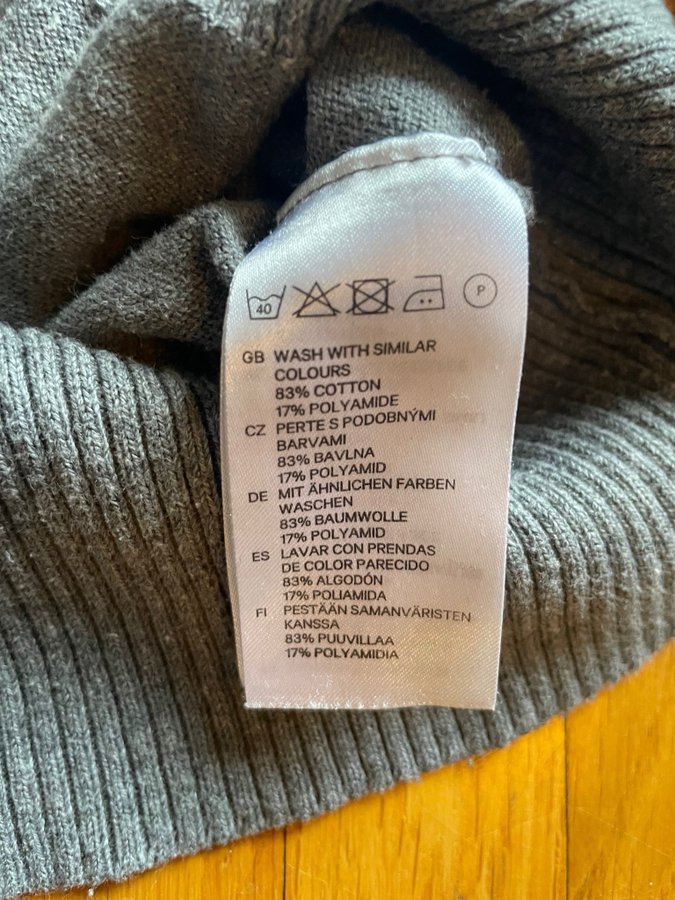 40
P
GB WASH WITH SIMILAR
COLOURS
83% COTTON
17% POLYAMIDE
CZ PERTE S PODOBNÝMI
BARVAMI
83% BAVLNA
17% POLYAMID
DE MIT ÄHNLICHEN FARBEN
WASCHEN
83% BAUMWOLLE
17% POLYAMID
ES LAVAR CON PRENDAS
DE COLOR PARECIDO
83% ALGODÓN
17% POLIAMIDA
FI PESTÄÄN SAMANVÄRISTEN
KANSSA
83% PUUVILLAA
17% POLYAMIDIA